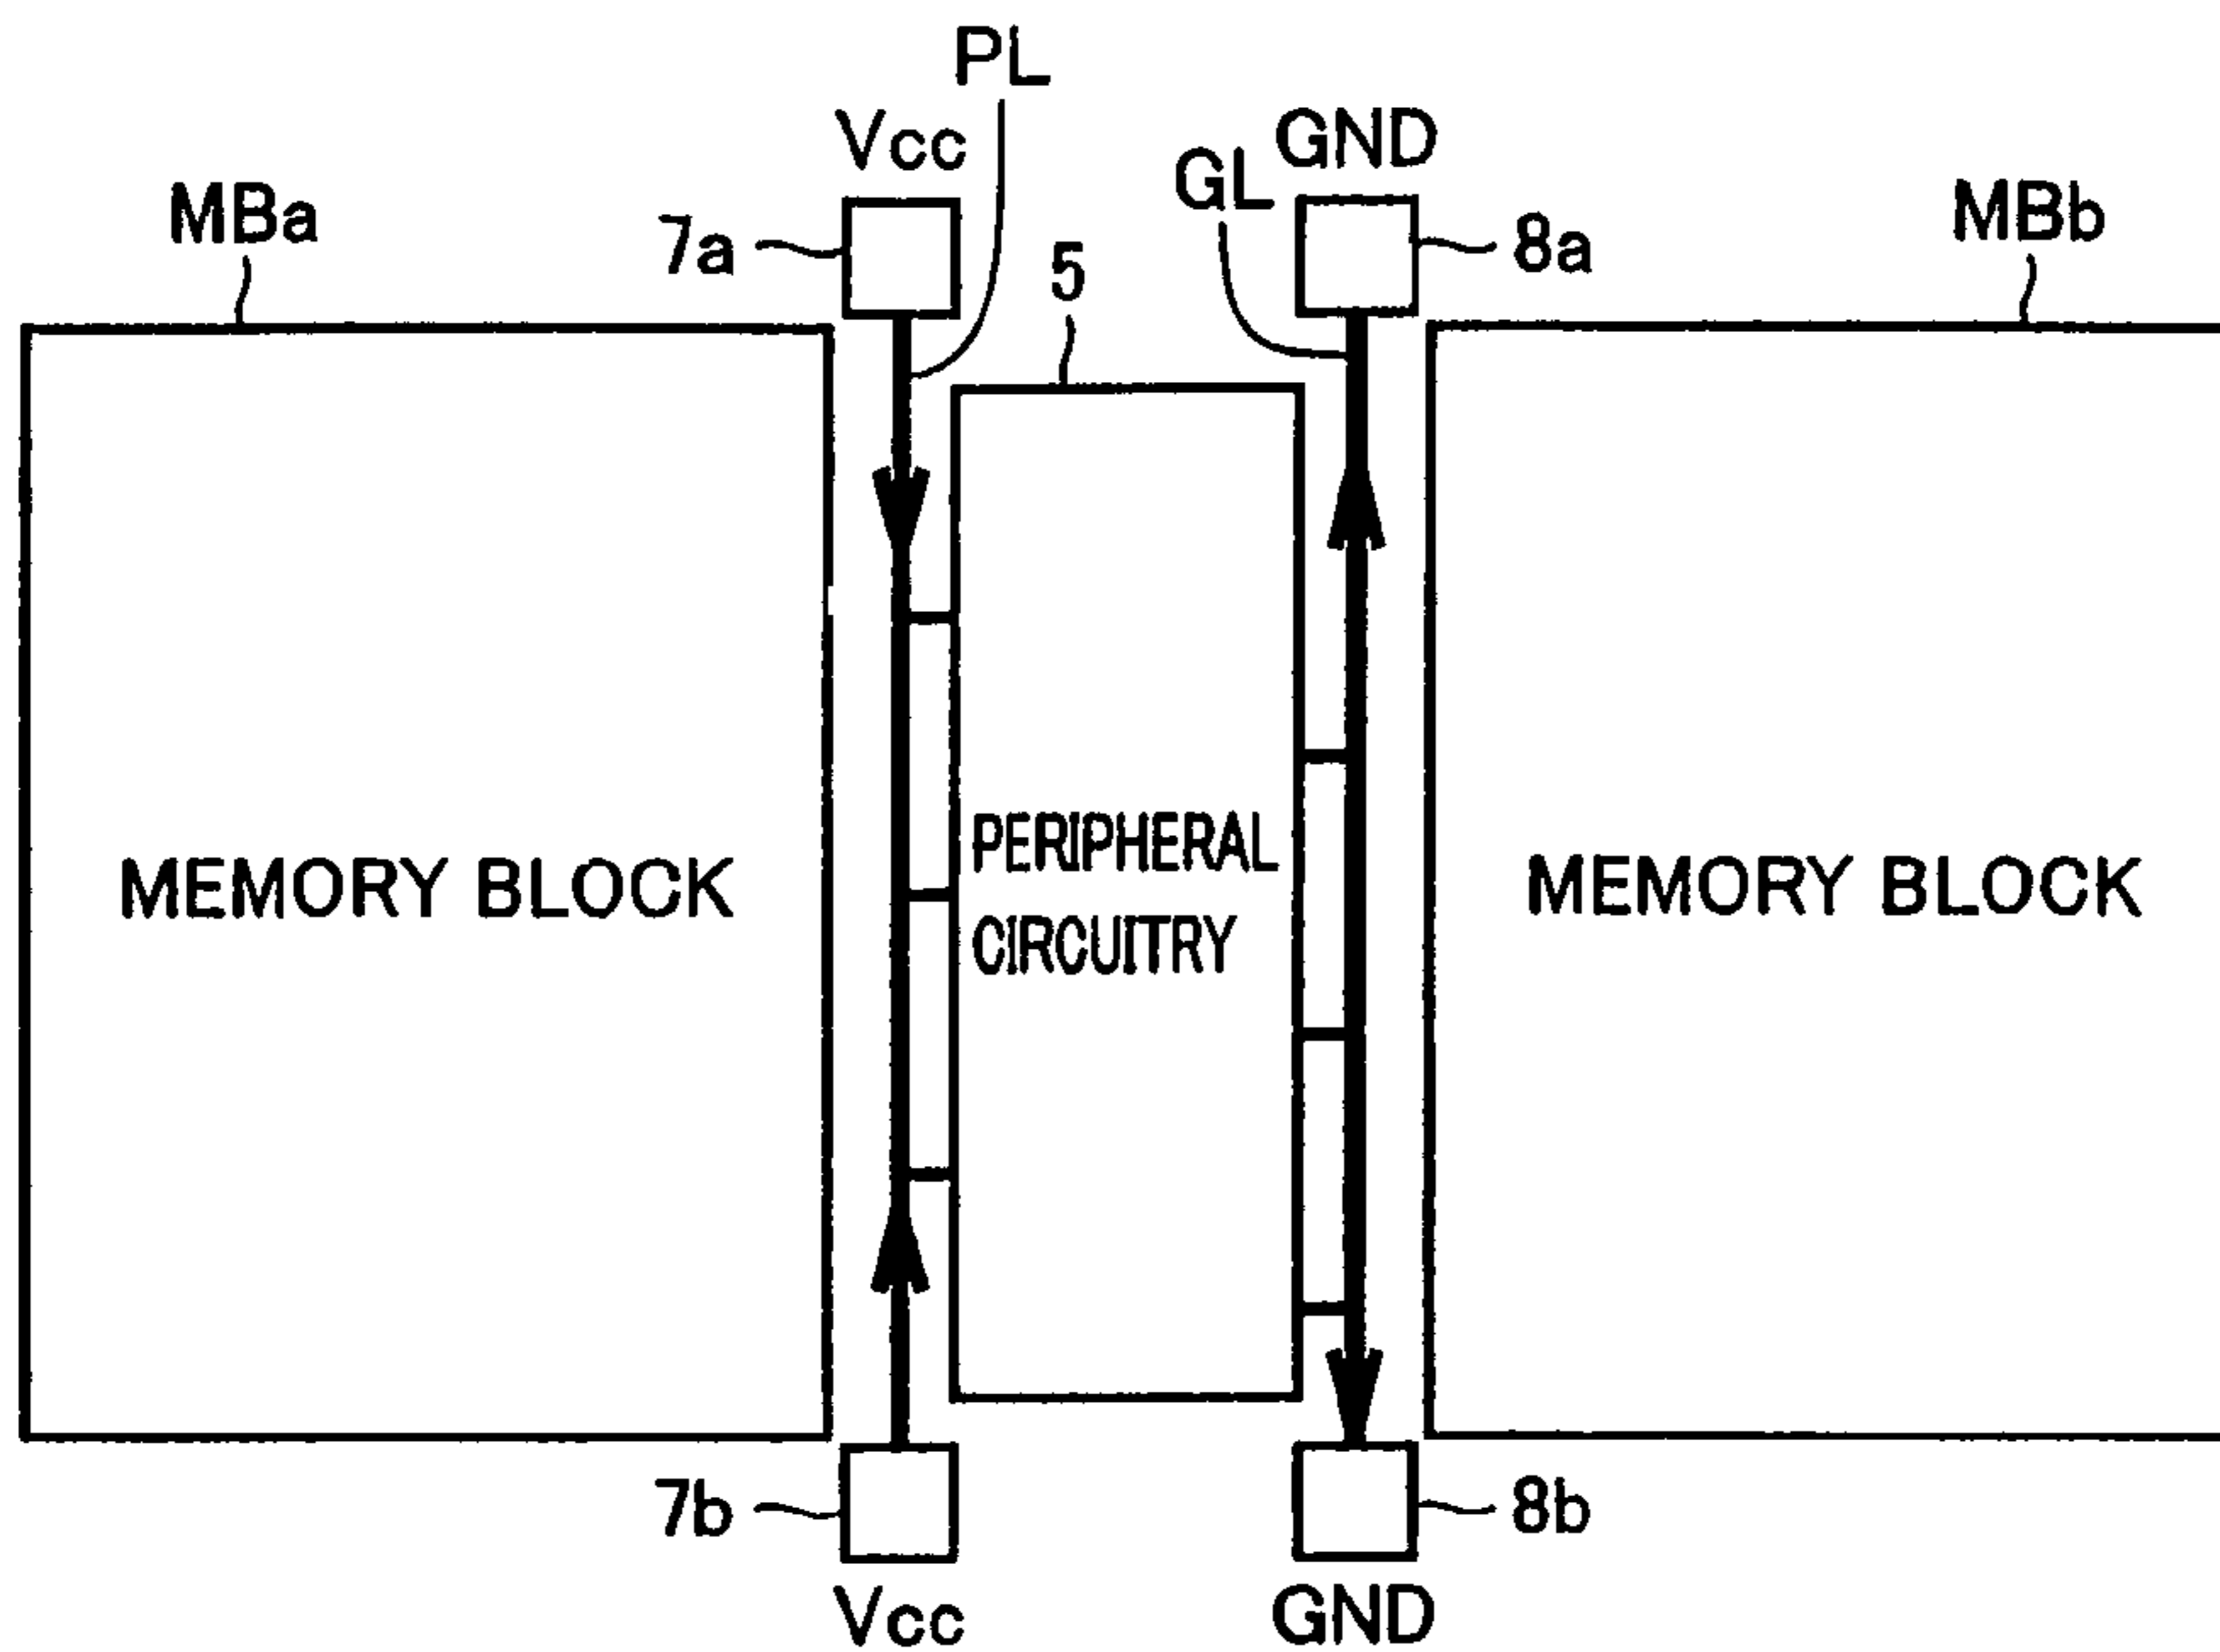 PL
Vcc
GND
GL
MBa
MBb
7a
8a
5
PERIPHERAL
CIRCUITRY
MEMORY BLOCK
MEMORY BLOCK
7b
8b
Vcc
GND